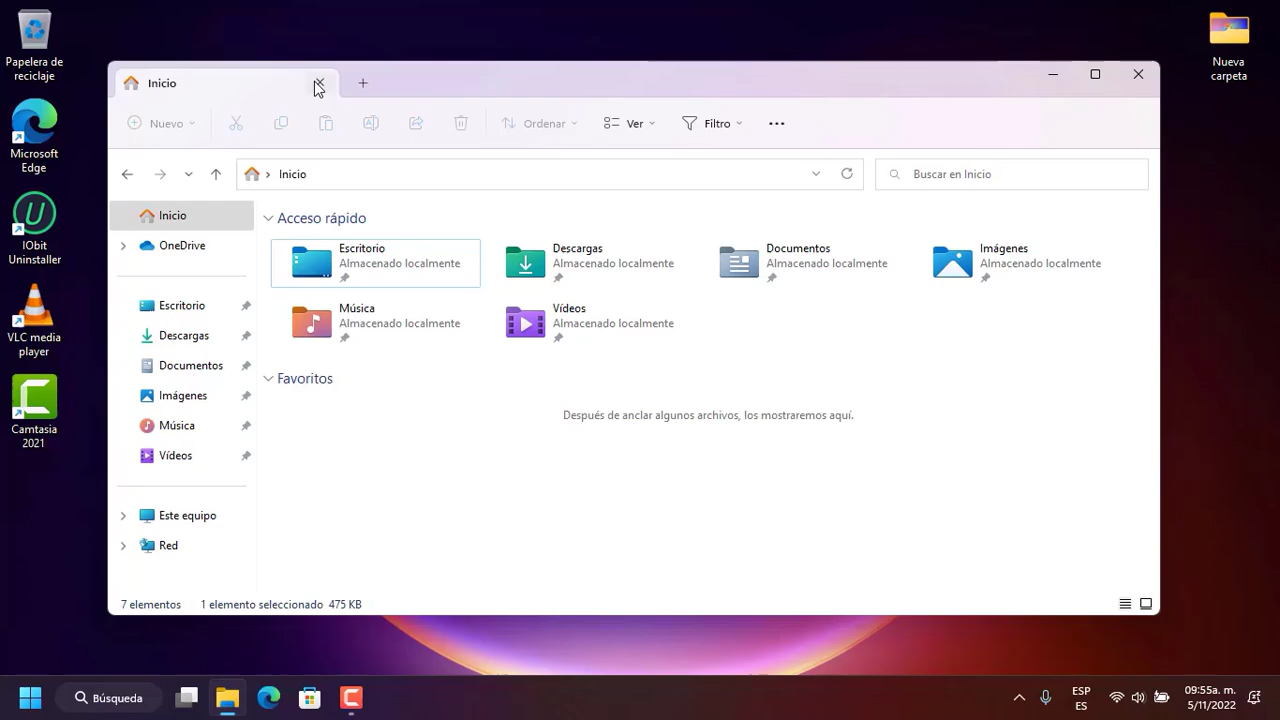 Papelera de
reciclaje
Microsoft
Edge
IObit
Uninstaller
VLC media
player
Camtasia
2021
Nueva
carpeta
Inicio
Nuevo
Ordenar
Ver
Filtro
Inicio
Buscar en Inicio
Inicio
OneDrive
Escritorio
Descargas
Documentos
Imágenes
Música
Vídeos
Este equipo
Red
Acceso rápido
Escritorio
Almacenado localmente
Descargas
Almacenado localmente
Documentos
Almacenado localmente
Imágenes
Almacenado localmente
Música
Almacenado localmente
Vídeos
Almacenado localmente
Favoritos
Después de anclar algunos archivos, los mostraremos aquí.
7 elementos 1 elemento seleccionado 475 KB
Búsqueda
ESP
ES
09:55a. m.
5/11/2022